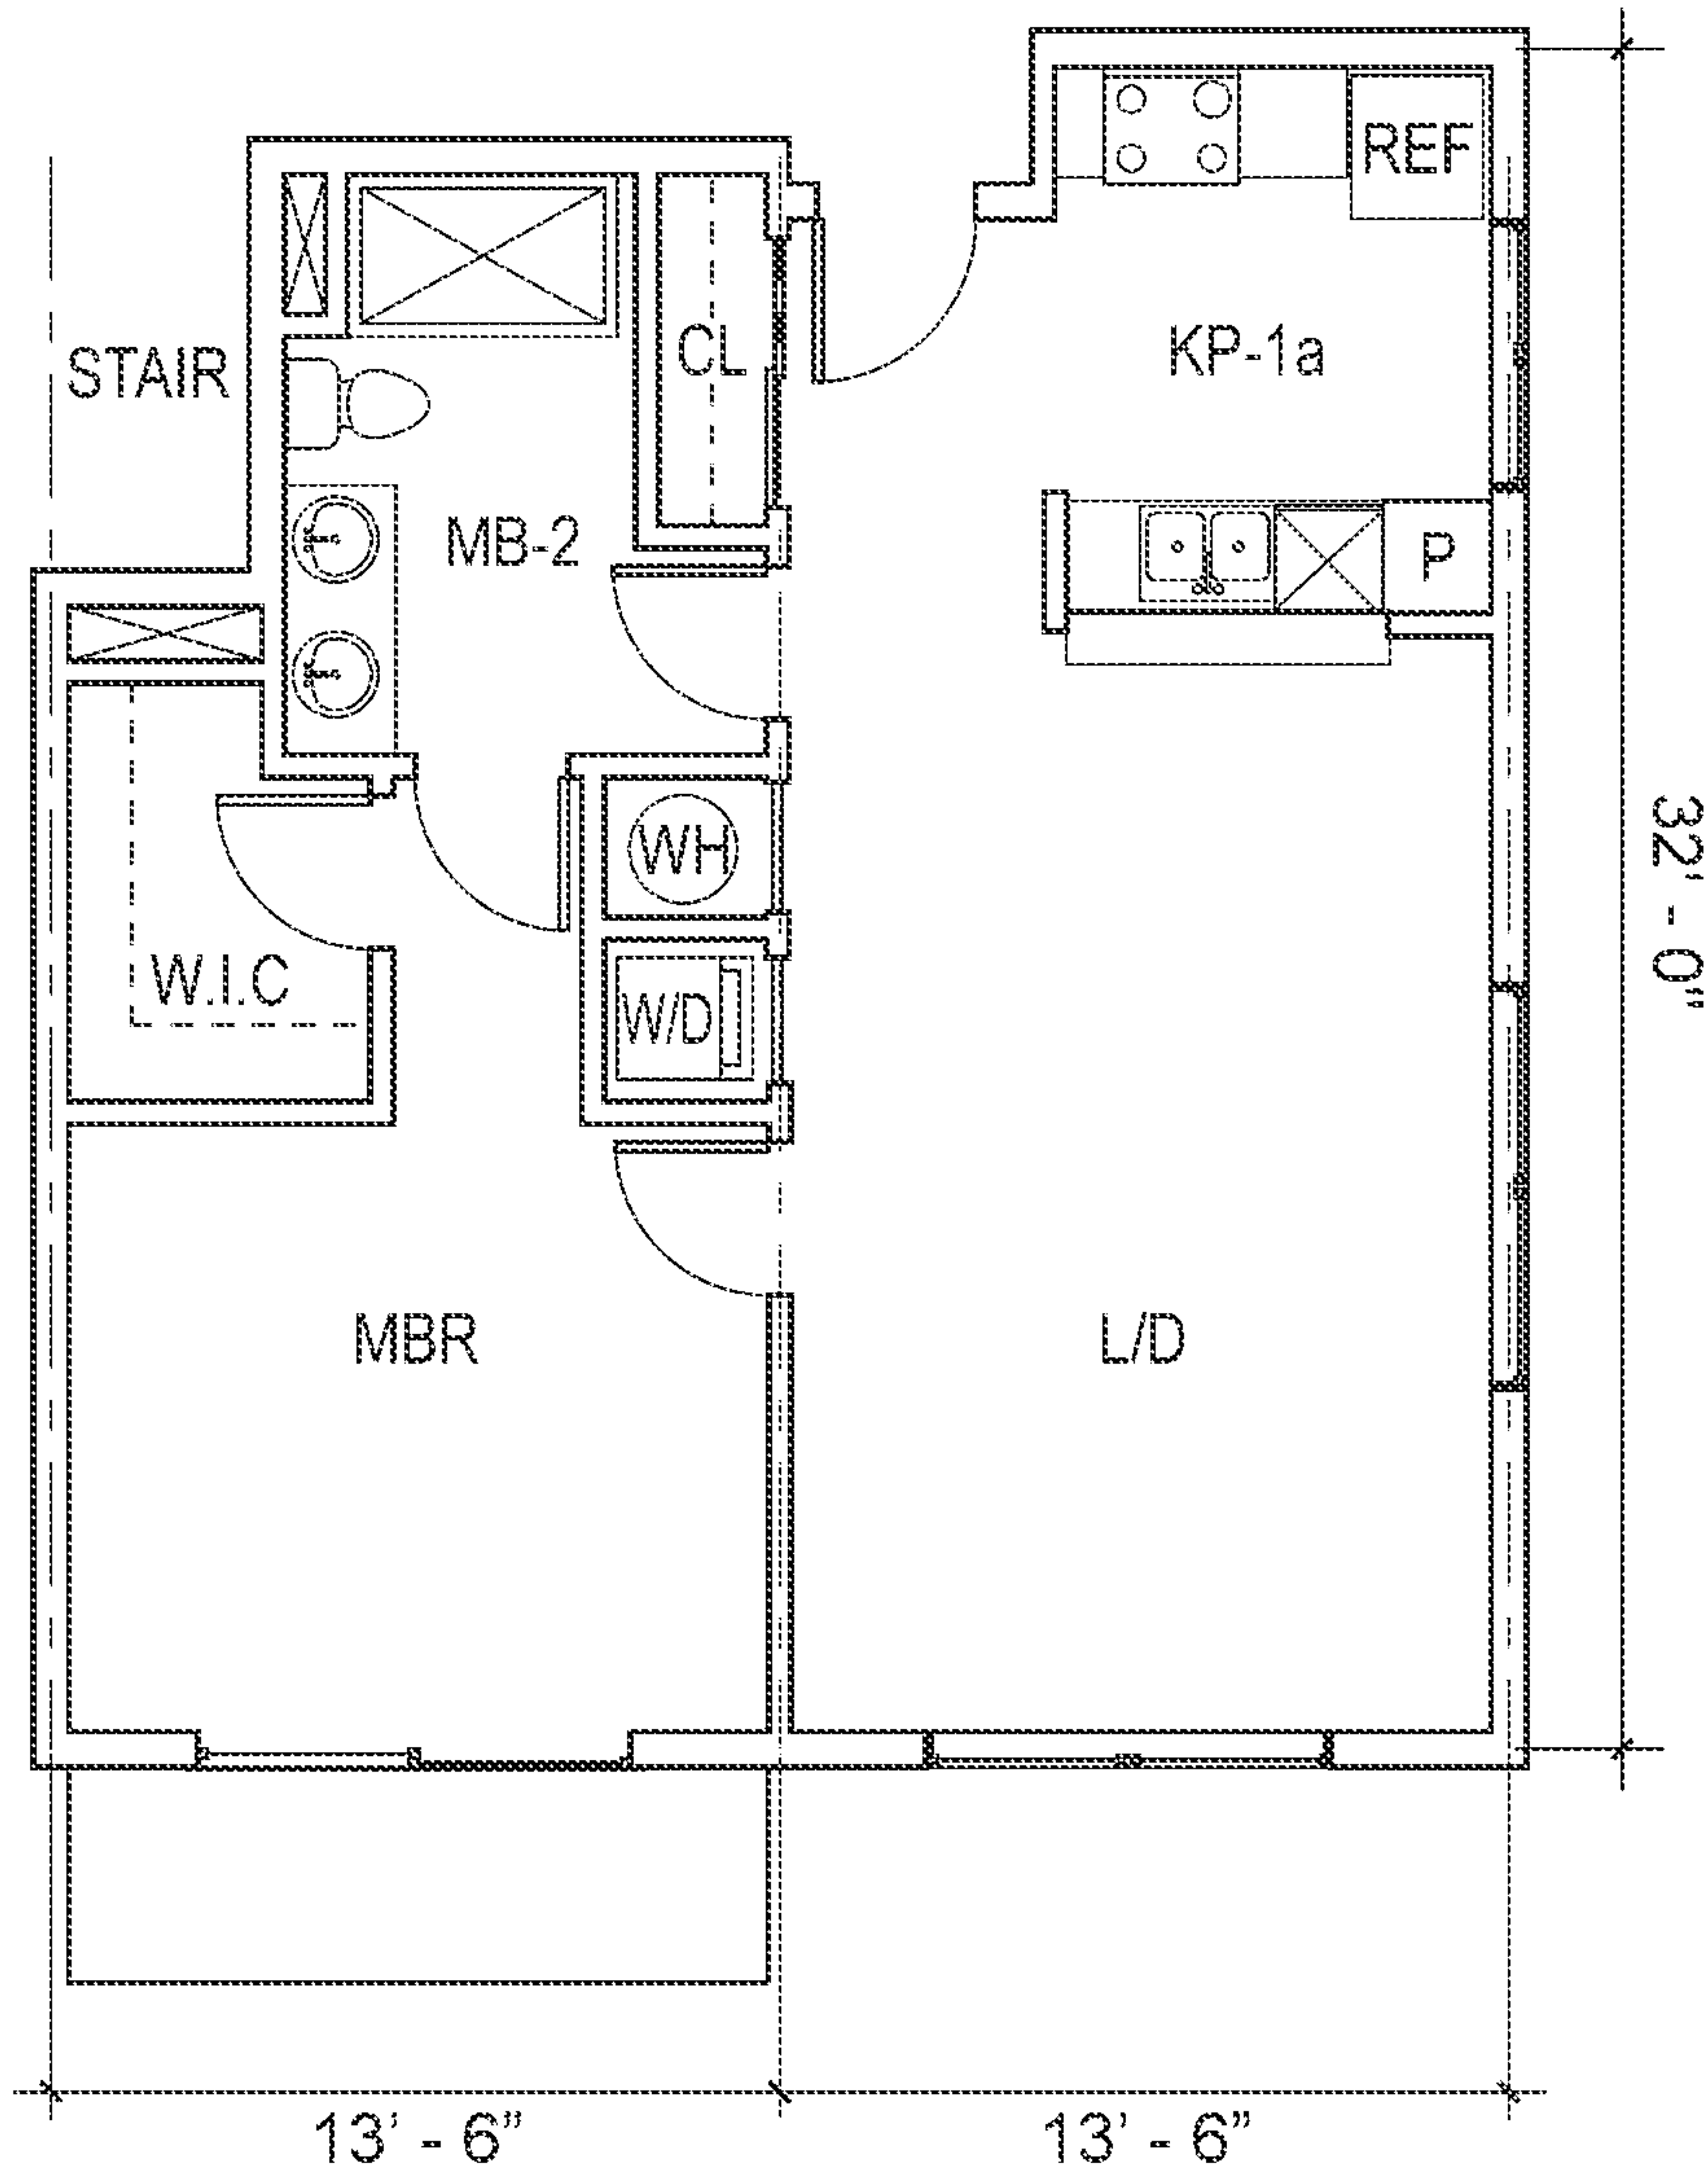 REF
STAIR
CL
KP-1a
MB-2
P
WH
32' - 0"
W.I.C
W/D
MBR
L/D
13' - 6”
13' - 6”